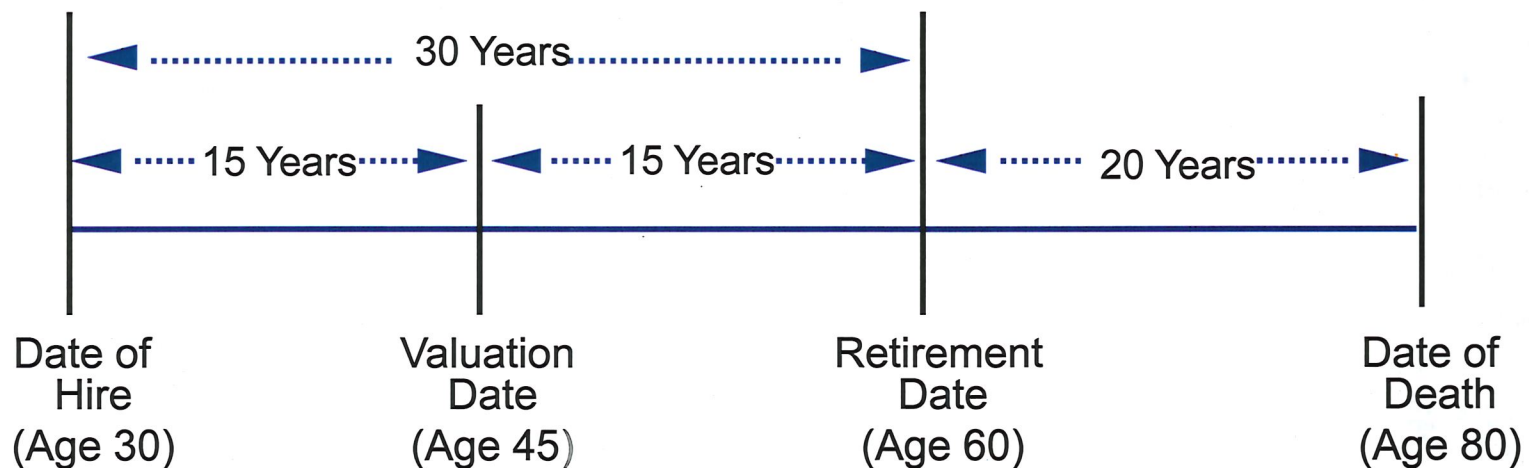 30 Years
15 Years
15 Years
20 Years
Date of
Hire
(Age 30)
Valuation
Date
(Age 45)
Retirement
Date
(Age 60)
Date of
Death
(Age 80)